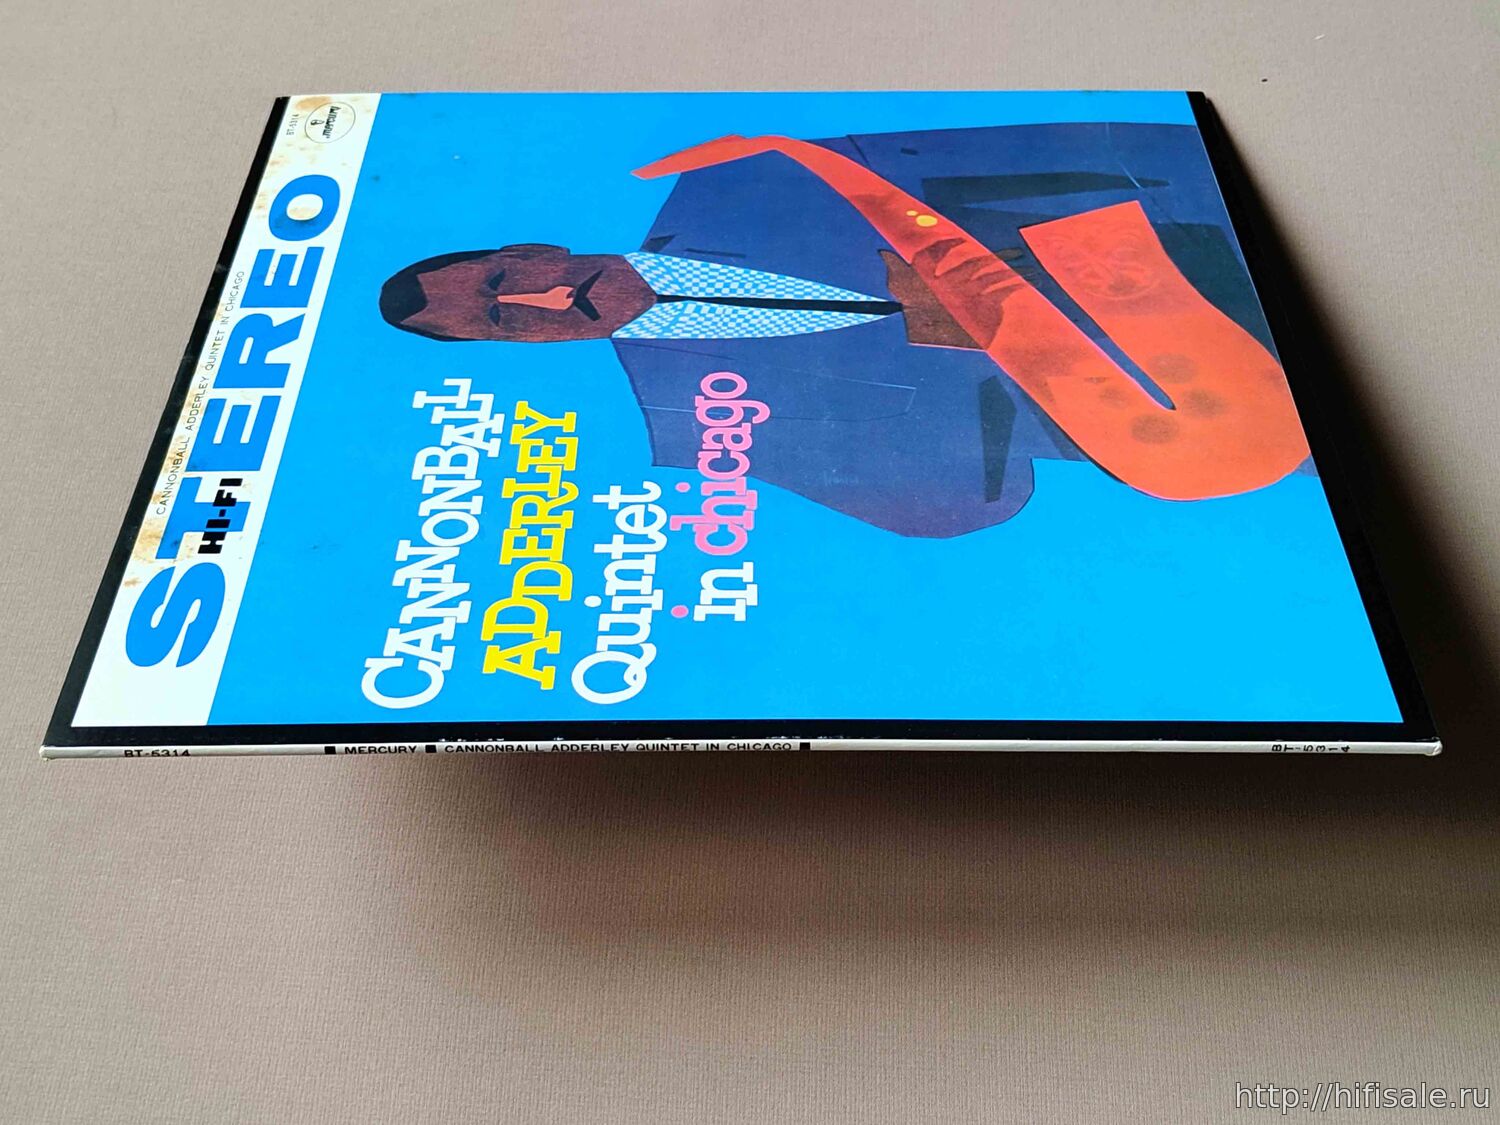 BT-5314
mercury
CANNONBALL ADDERLEY QUINTET IN CHICAGO
STEREO
HI-FI
CANNONBALL
ADDERLEY
Quintet
in chicago
BT-5314 MERCURY CANNONBALL ADDERLEY QUINTET IN CHICAGO BT-5314
http://hifisale.ru